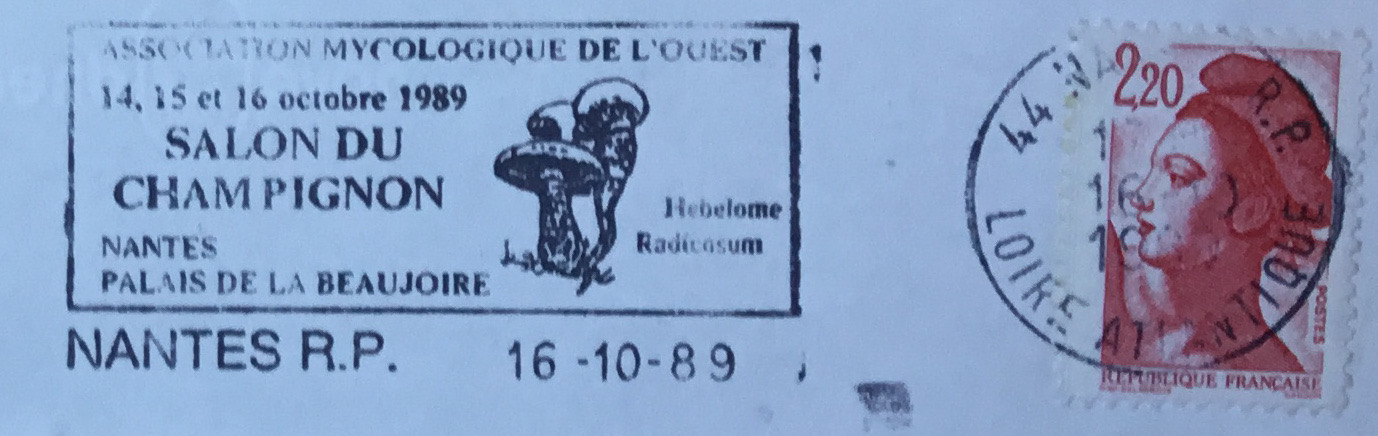 ASSOCIATION MYCOLOGIQUE DE L'OUEST
14, 15 et 16 octobre 1989
SALON DU
CHAMPIGNON
Hebelome
Radicosum
NANTES
PALAIS DE LA BEAUJOIRE
NANTES R.P. 16-10-89
44 R.P.
LOIRE ATLANTIQUE
2,20
POSTES
REPUBLIQUE FRANÇAISE